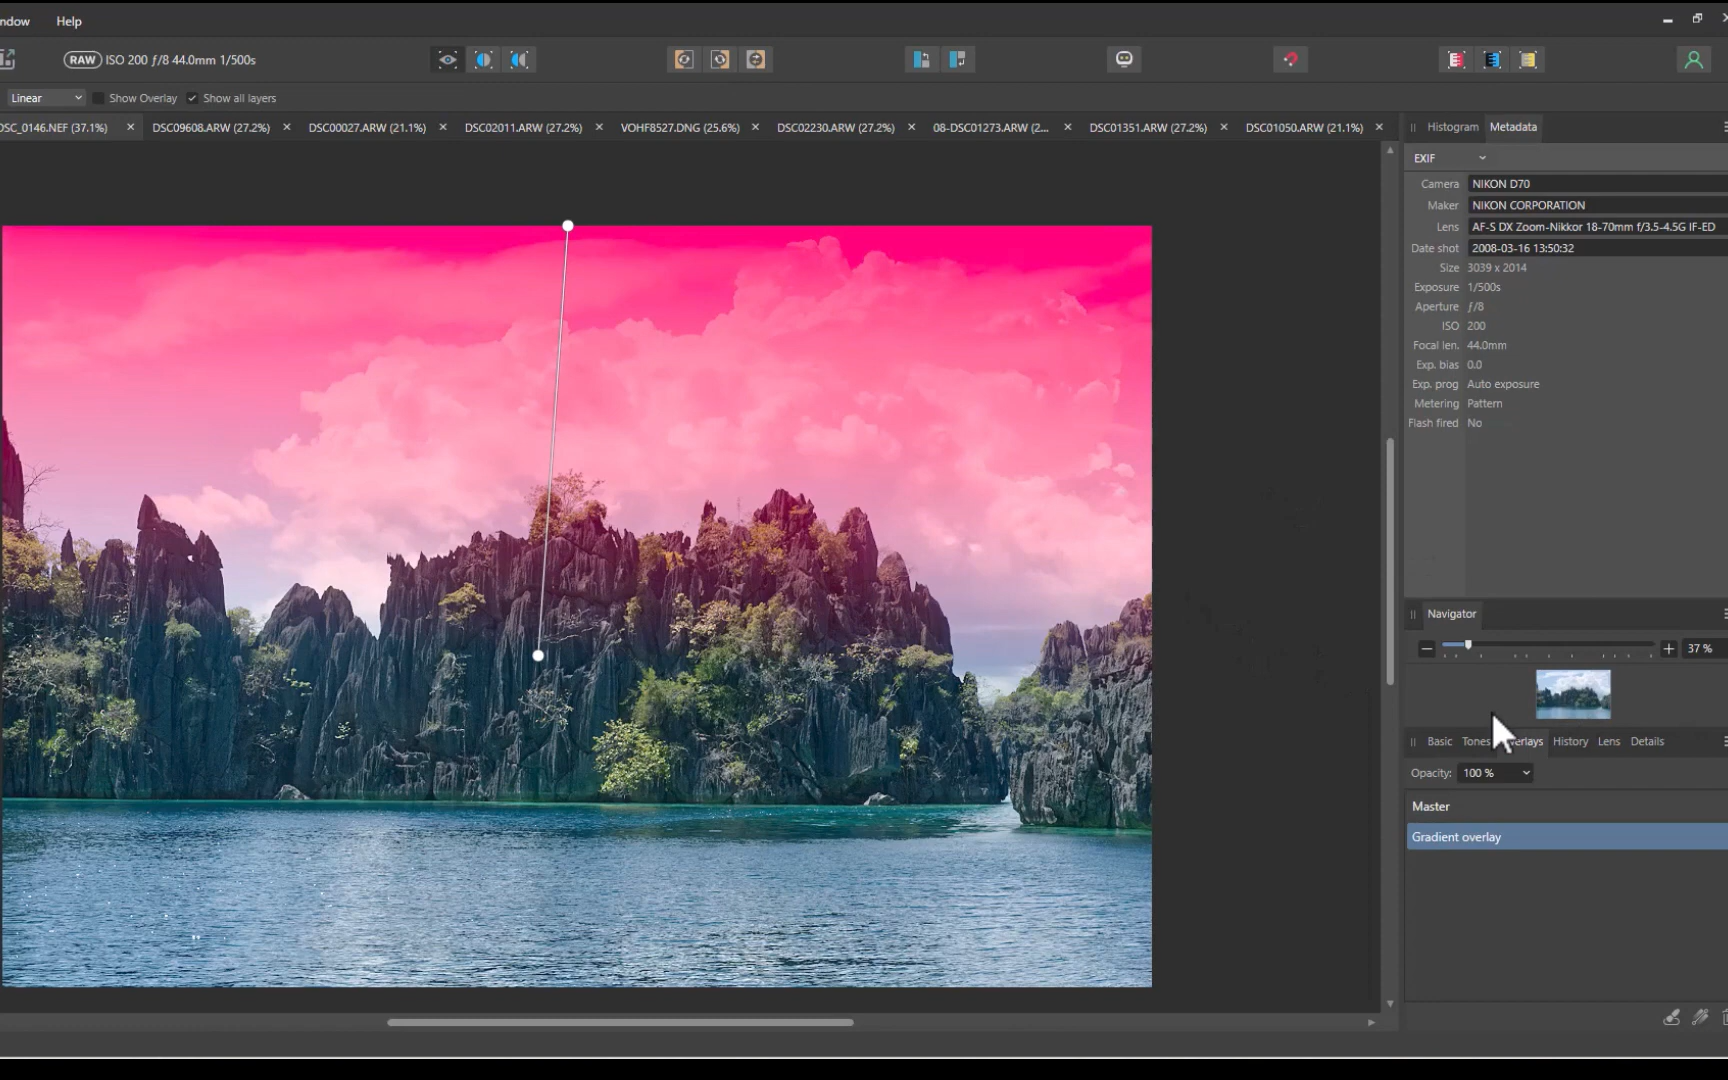 ndow Help
RAW ISO 200 ƒ/8 44.0mm 1/500s
Linear Show Overlay Show all layers
DSC_0146.NEF (37.1%) DSC09608.ARW (27.2%) DSC00027.ARW (21.1%) DSC02011.ARW (27.2%) VOHF8527.DNG (25.6%) DSC02230.ARW (27.2%) 08-DSC01273.ARW (2... DSC01351.ARW (27.2%) DSC01050.ARW (21.1%)
Histogram Metadata
EXIF
Camera NIKON D70
Maker NIKON CORPORATION
Lens AF-S DX Zoom-Nikkor 18-70mm f/3.5-4.5G IF-ED
Date shot 2008-03-16 13:50:32
Size 3039 x 2014
Exposure 1/500s
Aperture ƒ/8
ISO 200
Focal len. 44.0mm
Exp. bias 0.0
Exp. prog Auto exposure
Metering Pattern
Flash fired No
Navigator
37 %
Basic Tones erlays History Lens Details
Opacity: 100 %
Master
Gradient overlay